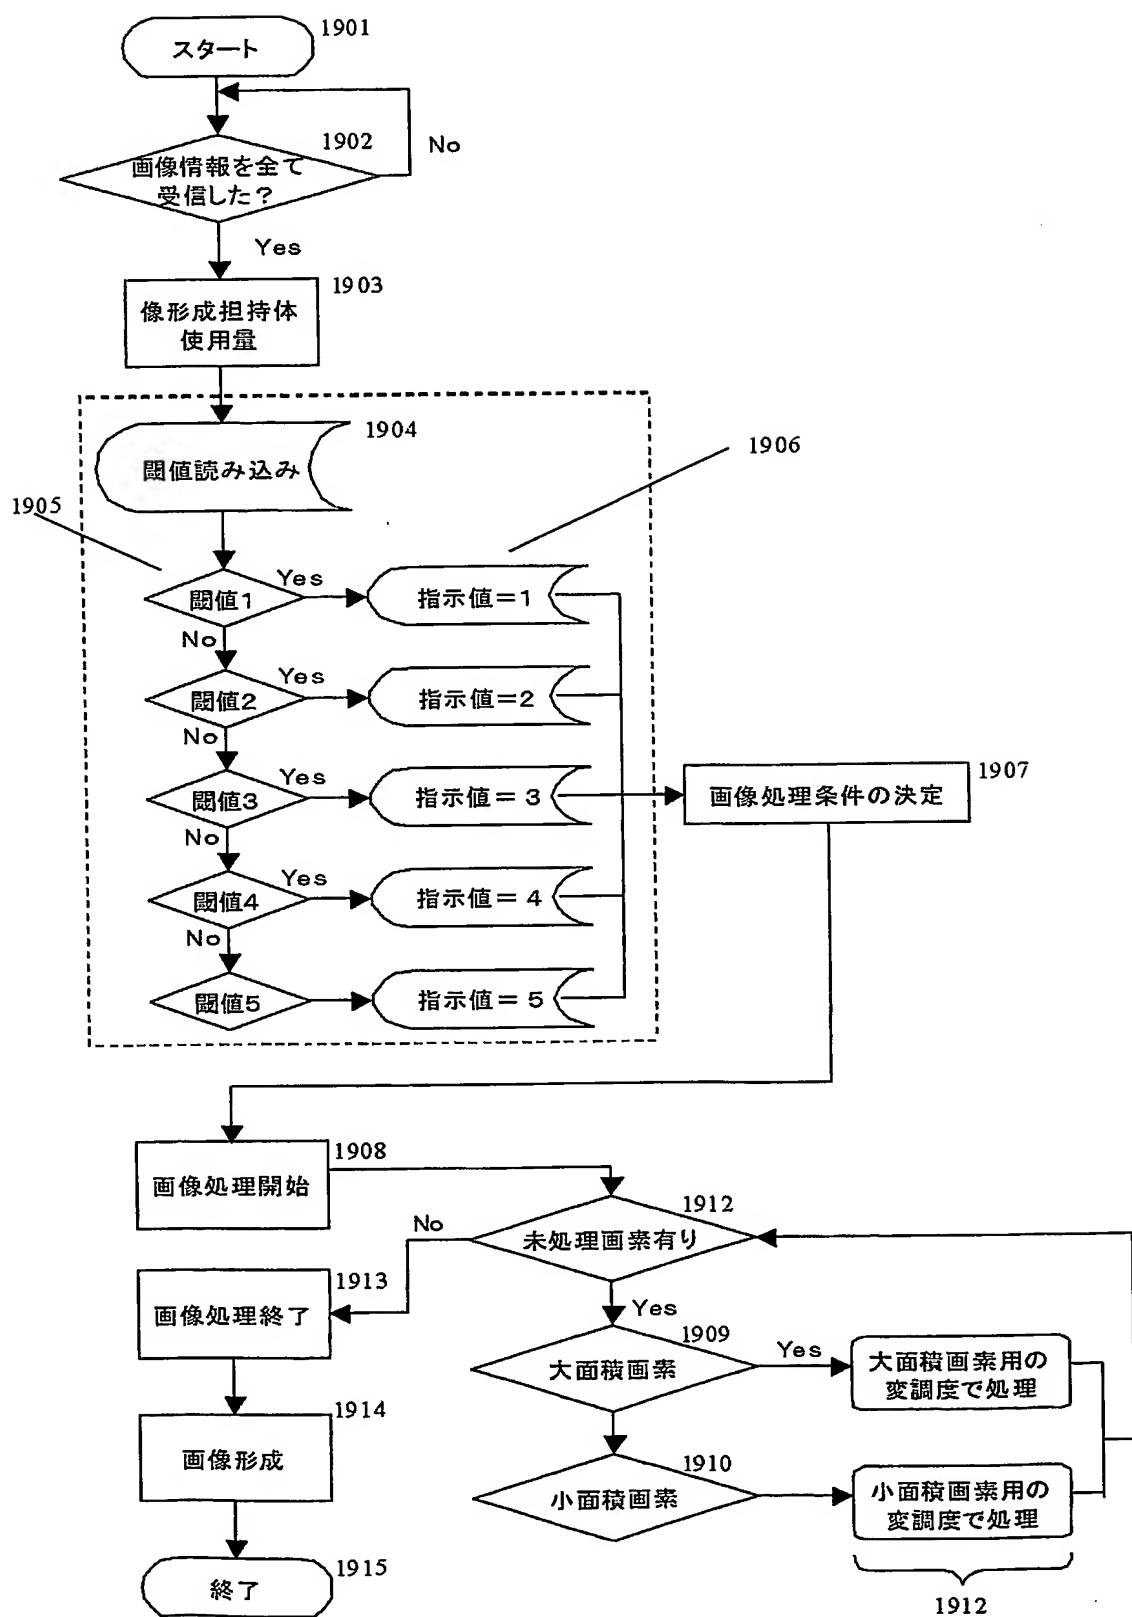 1901
スタート
1902
No
画像情報を全て
受信した？
Yes
1903
像形成担持体
使用量
1904
閾値読み込み
1905
1906
閾値1
Yes
指示値＝1
No
閾値2
Yes
指示値＝2
No
閾値3
Yes
指示値＝3
1907
画像処理条件の決定
No
閾値4
Yes
指示値＝4
No
閾値5
指示値＝5
1908
画像処理開始
1912
未処理画素有り
No
1913
画像処理終了
Yes
1909
大面積画素
Yes
大面積画素用の
変調度で処理
1914
画像形成
1910
小面積画素
小面積画素用の
変調度で処理
1915
終了
1912